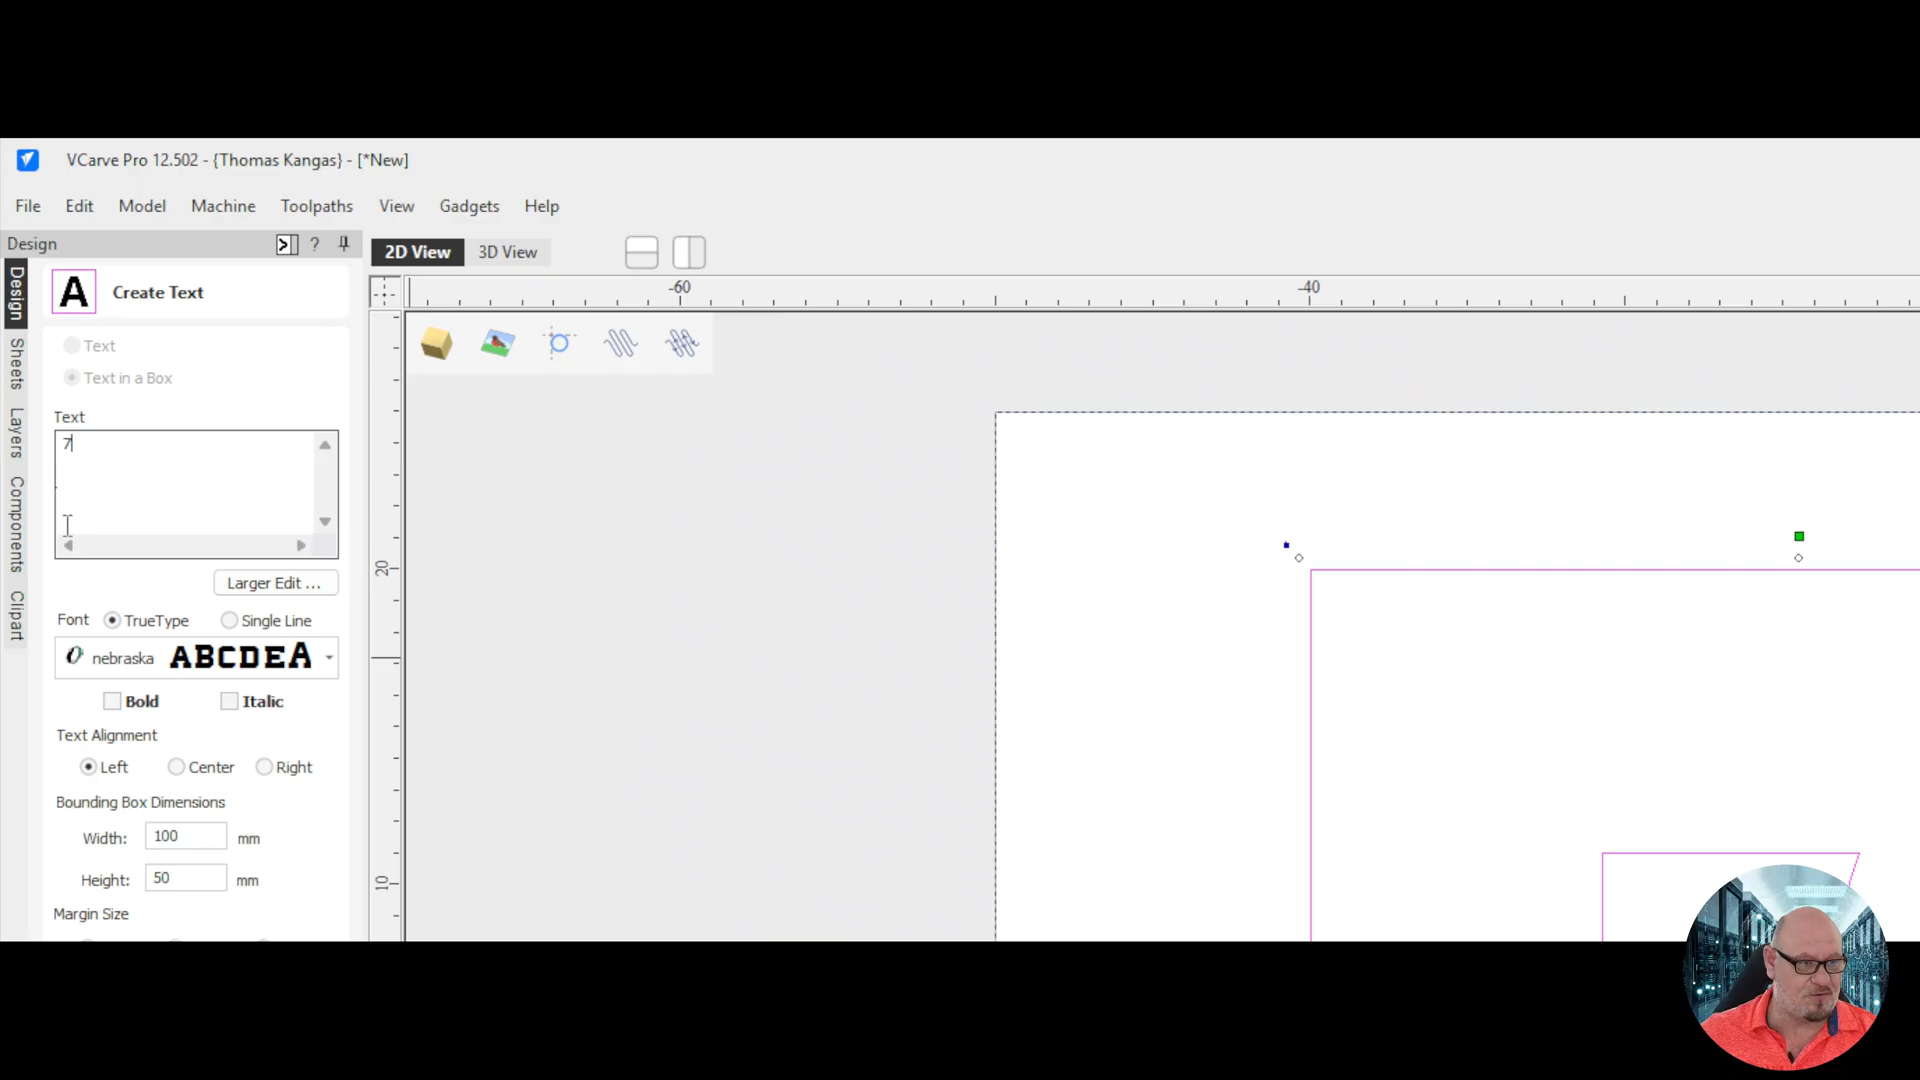 VCarve Pro 12.502 - {Thomas Kangas} - [*New]
File Edit Model Machine Toolpaths View Gadgets Help
Design
2D View 3D View
Design
Sheets
Layers
Components
Clipart
A Create Text
Text
Text in a Box
Text
7
Larger Edit ...
Font TrueType Single Line
O nebraska ABCDEA
Bold Italic
Text Alignment
Left Center Right
Bounding Box Dimensions
Width: 100 mm
Height: 50 mm
Margin Size
-60 -40
20
10